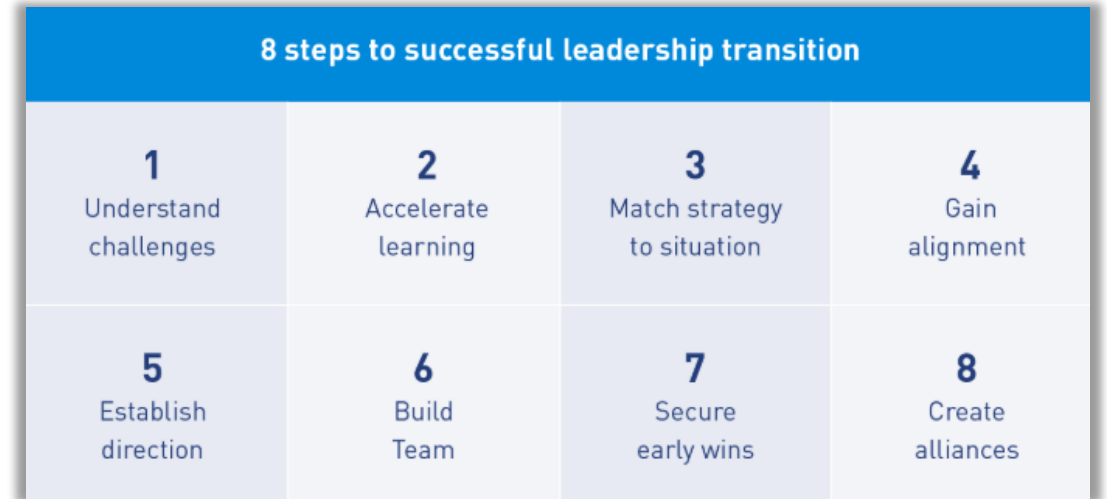 8 steps to successful leadership transition
1
Understand
challenges
2
Accelerate
learning
3
Match strategy
to situation
4
Gain
alignment
5
Establish
direction
6
Build
Team
7
Secure
early wins
8
Create
alliances